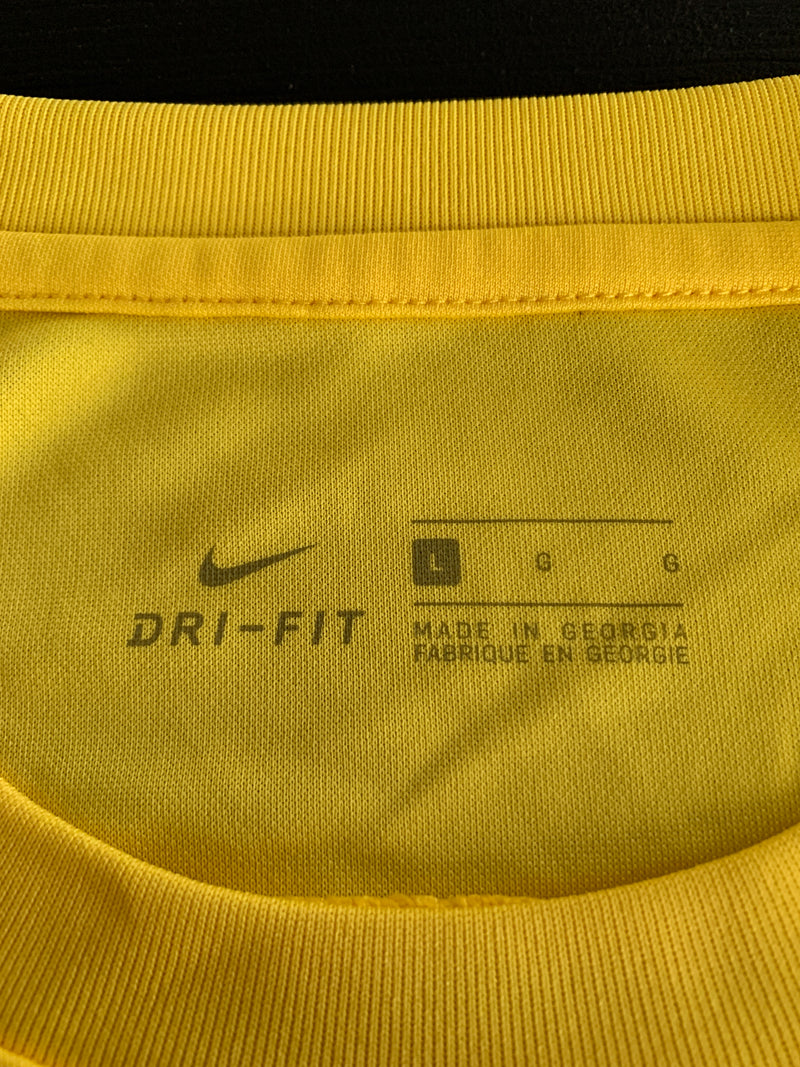 DRI-FIT
L G G
MADE IN GEORGIA
FABRIQUE EN GEORGIE